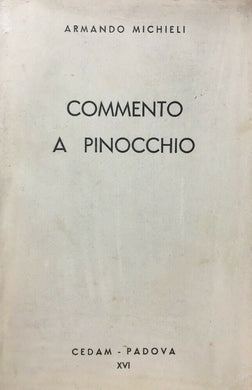 ARMANDO MICHIELI
COMMENTO
A PINOCCHIO
CEDAM - PADOVA
XVI